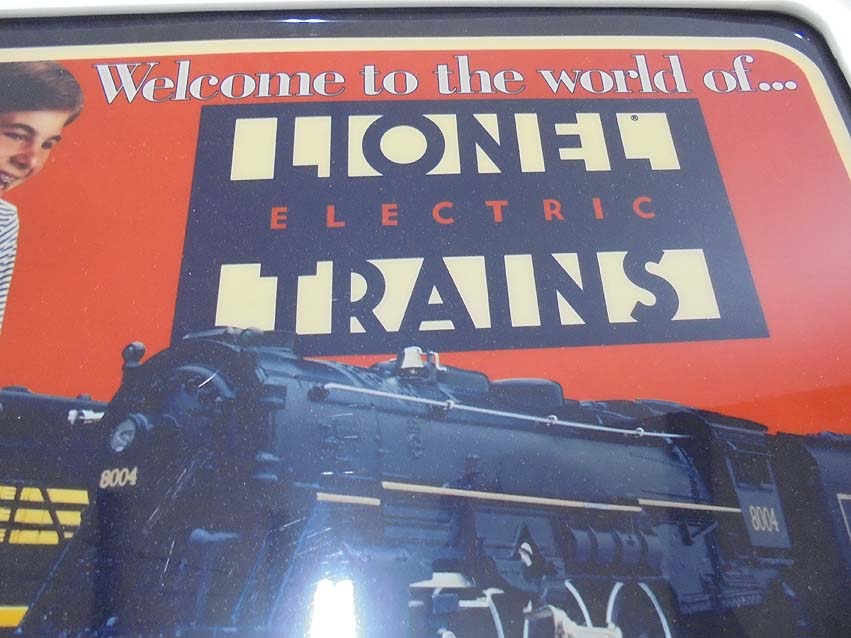 Welcome to the world of...
LIONEL®
ELECTRIC
TRAINS
8004
8004